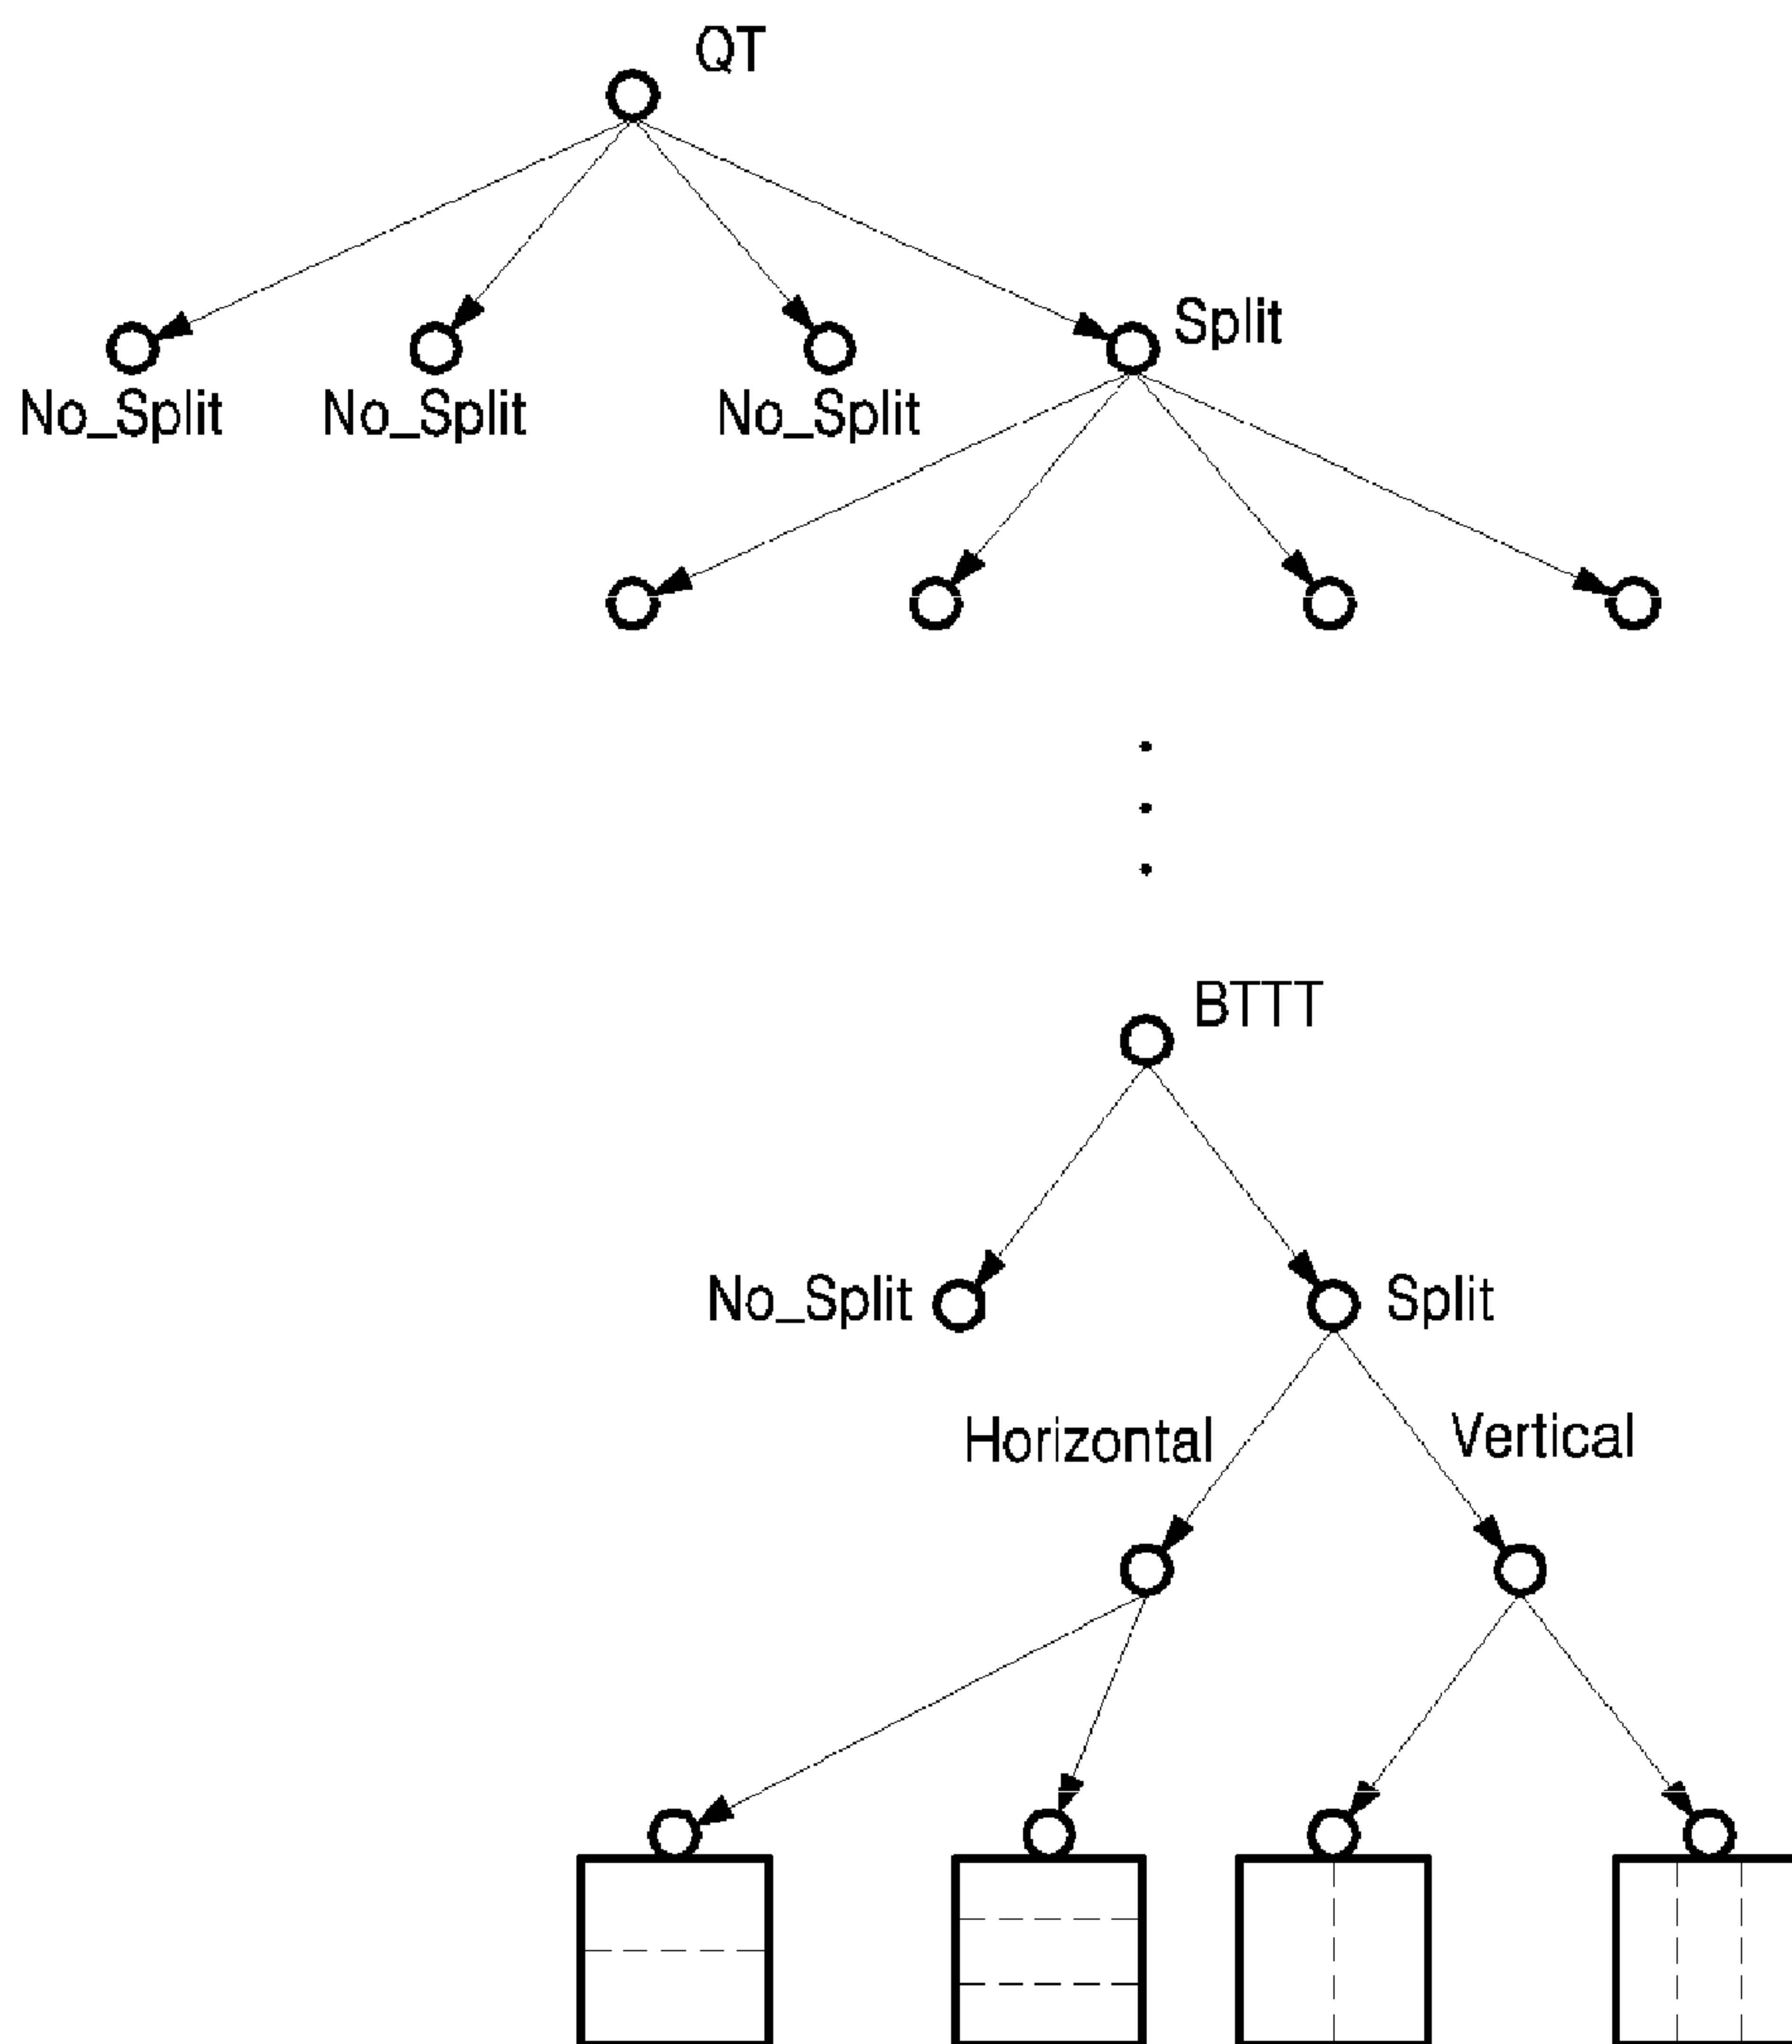 QT
Split
No_Split No_Split No_Split
BTTT
No_Split Split
Horizontal Vertical